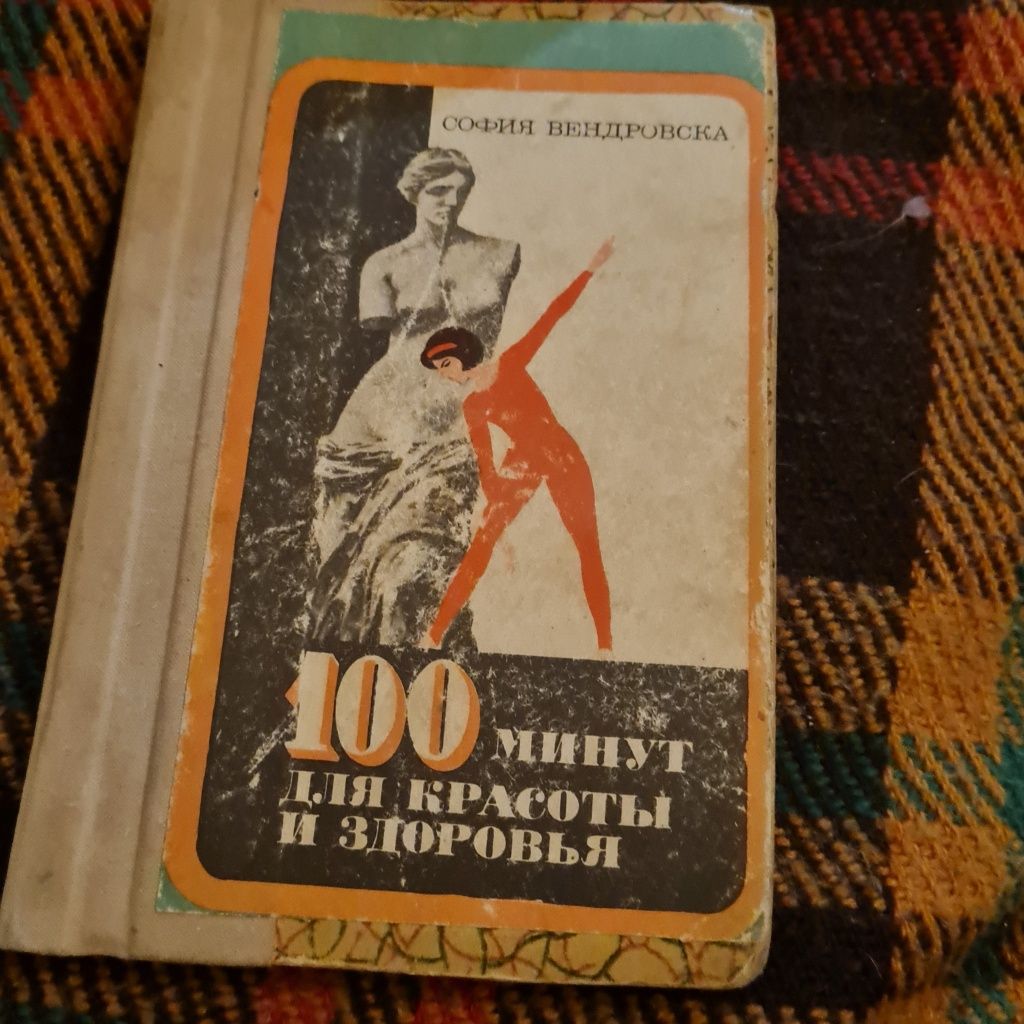 СОФИЯ ВЕНДРОВСКА
100 МИНУТ
ДЛЯ КРАСОТЫ
И ЗДОРОВЬЯ